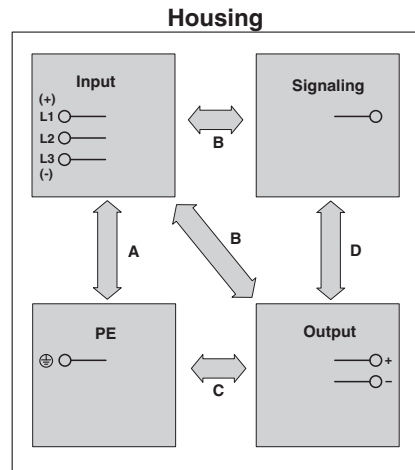 Housing
Input
(+)
L1
L2
L3
(-)
Signaling
B
A
B
D
PE
Output
+
−
C